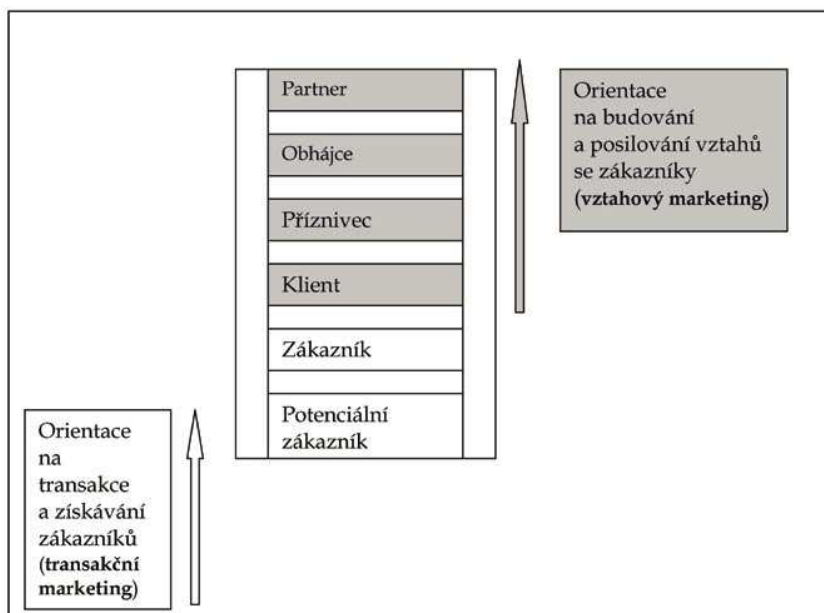 Partner
Obhájce
Příznivec
Klient
Zákazník
Potenciální
zákazník
Orientace
na budování
a posilování vztahů
se zákazníky
(vztahový marketing)
Orientace
na
transakce
a získávání
zákazníků
(transakční
marketing)